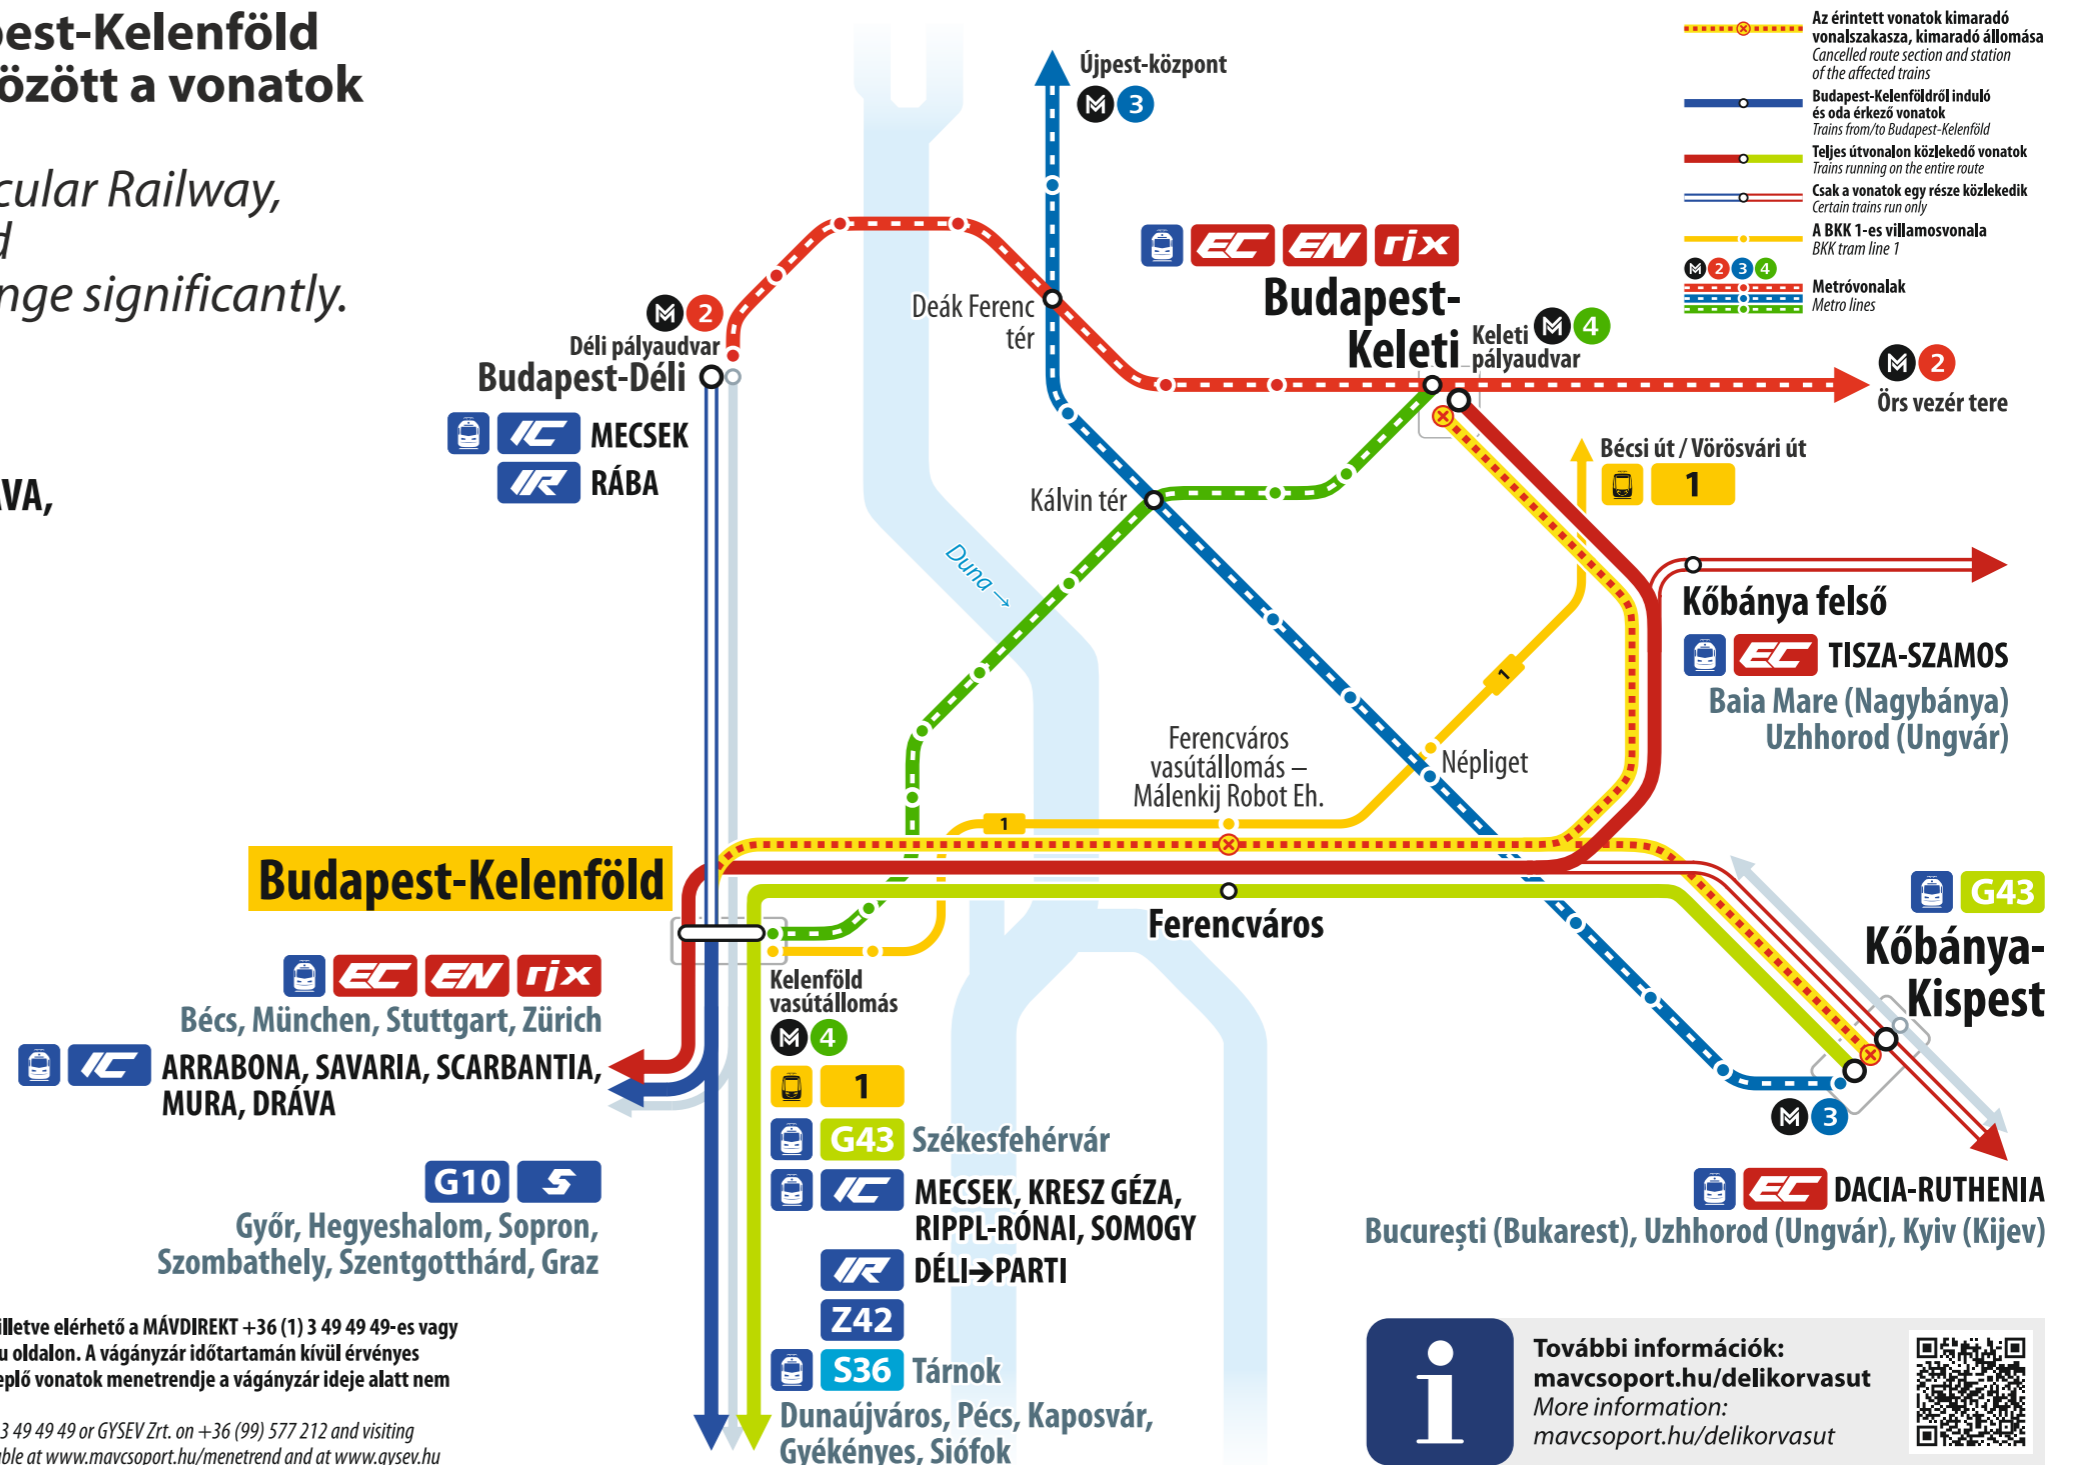 pest-Kelenföld
özött a vonatok
cular Railway,
d
nge significantly.
VA,
Az érintett vonatok kimaradó
vonalszakasza, kimaradó állomása
Cancelled route section and station
of the affected trains
Budapest-Kelenföldről induló
és oda érkező vonatok
Trains from/to Budapest-Kelenföld
Teljes útvonalon közlekedő vonatok
Trains running on the entire route
Csak a vonatok egy része közlekedik
Certain trains run only
A BKK 1-es villamosvonala
BKK tram line 1
M 2 3 4
Metróvonalak
Metro lines
Újpest-központ
M 3
EC EN rjx
Budapest-
Keleti
Keleti M 4
pályaudvar
Deák Ferenc
tér
M 2
Déli pályaudvar
Budapest-Déli
IC MECSEK
IR RÁBA
M 2
Örs vezér tere
Bécsi út / Vörösvári út
1
Kálvin tér
Duna →
Kőbánya felső
EC TISZA-SZAMOS
Baia Mare (Nagybánya)
Uzhhorod (Ungvár)
1
Ferencváros
vasútállomás –
Málenkij Robot Eh.
Népliget
1
Budapest-Kelenföld
Ferencváros
G43
Kőbánya-
Kispest
M 3
EC EN rjx
Bécs, München, Stuttgart, Zürich
IC ARRABONA, SAVARIA, SCARBANTIA,
MURA, DRÁVA
G10 S
Győr, Hegyeshalom, Sopron,
Szombathely, Szentgotthárd, Graz
Kelenföld
vasútállomás
M 4
1
G43 Székesfehérvár
IC MECSEK, KRESZ GÉZA,
RIPPL-RÓNAI, SOMOGY
IR DÉLI→PARTI
Z42
S36 Tárnok
Dunaújváros, Pécs, Kaposvár,
Gyékényes, Siófok
EC DACIA-RUTHENIA
București (Bukarest), Uzhhorod (Ungvár), Kyiv (Kijev)
illetve elérhető a MÁVDIREKT +36 (1) 3 49 49 49-es vagy
u oldalon. A vágányzár időtartamán kívül érvényes
eplő vonatok menetrendje a vágányzár ideje alatt nem
3 49 49 49 or GYSEV Zrt. on +36 (99) 577 212 and visiting
able at www.mavcsoport.hu/menetrend and at www.gysev.hu
i
További információk:
mavcsoport.hu/delikorvasut
More information:
mavcsoport.hu/delikorvasut